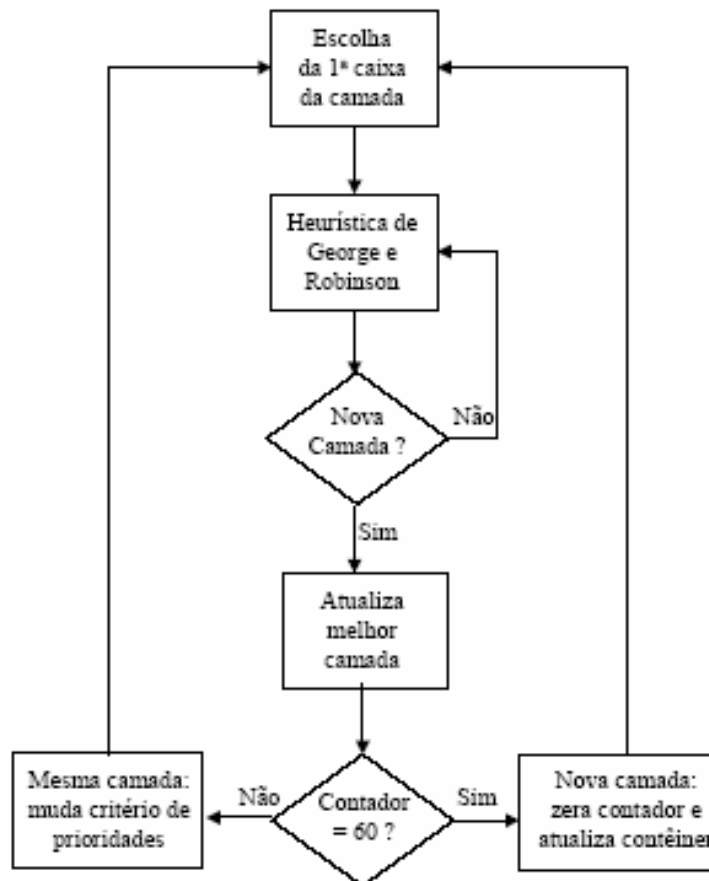 Escolha
da 1ª caixa
da camada
Heurística de
George e
Robinson
Nova
Camada ?
Não
Sim
Atualiza
melhor
camada
Mesma camada:
muda critério de
prioridades
Não
Contador
= 60 ?
Sim
Nova camada:
zera contador e
atualiza contêiner